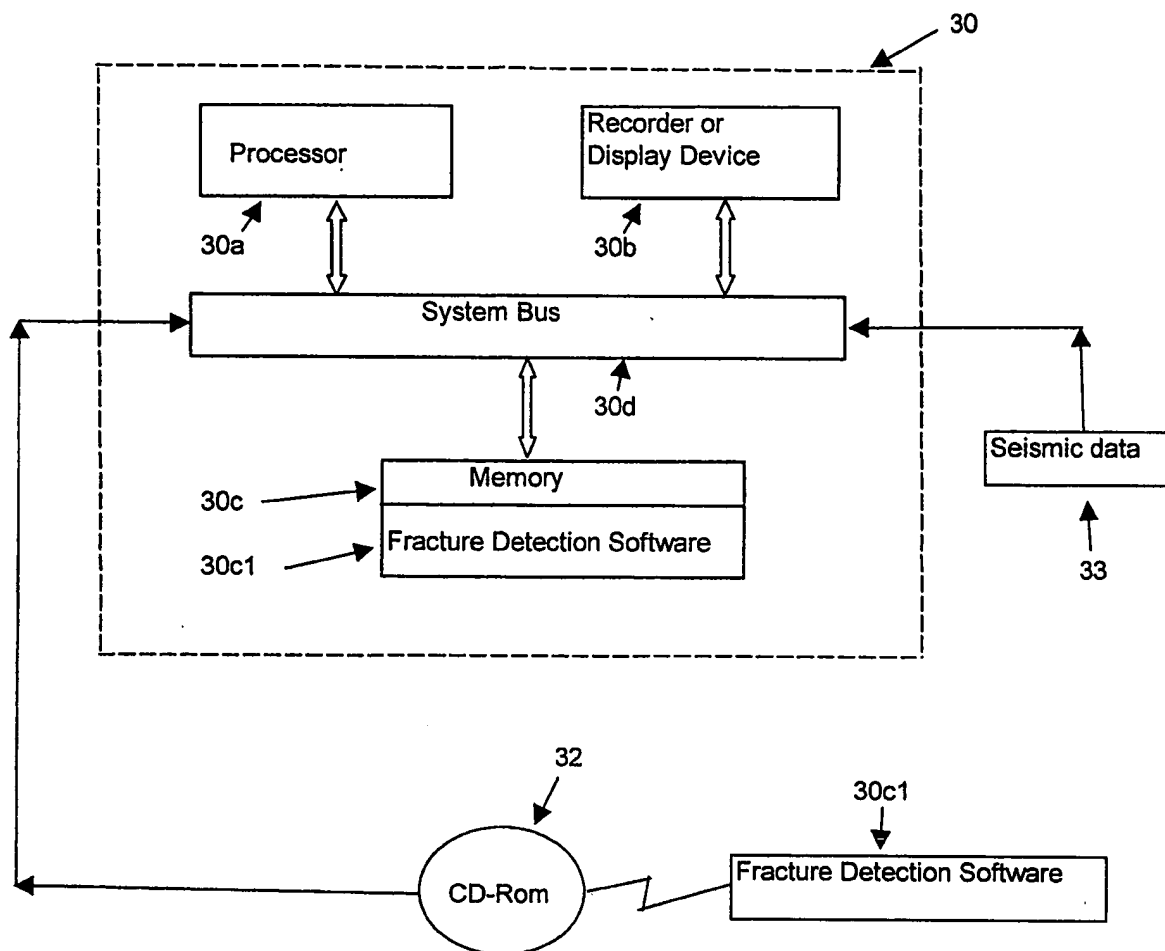 30
Processor
Recorder or
Display Device
30a
30b
System Bus
30d
Memory
30c
Fracture Detection Software
30c1
Seismic data
33
32
30c1
CD-Rom
Fracture Detection Software